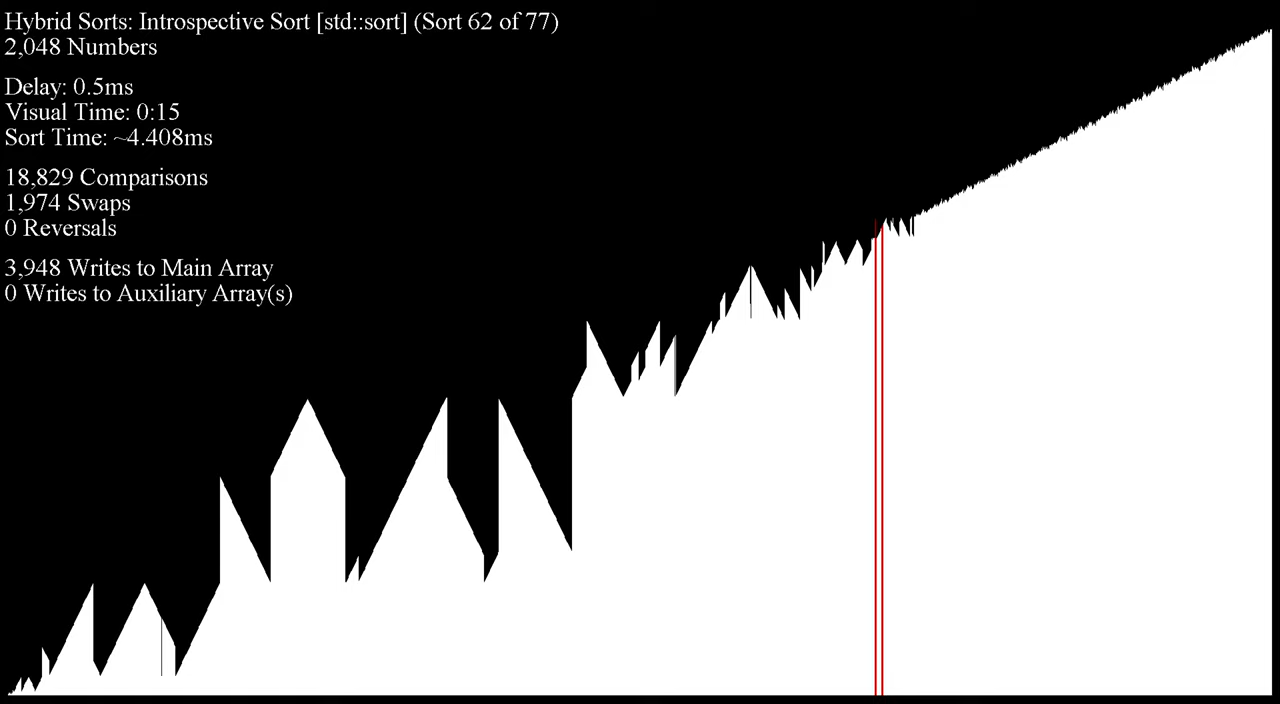 Hybrid Sorts: Introspective Sort [std::sort] (Sort 62 of 77)
2,048 Numbers
Delay: 0.5ms
Visual Time: 0:15
Sort Time: ~4.408ms
18,829 Comparisons
1,974 Swaps
0 Reversals
3,948 Writes to Main Array
0 Writes to Auxiliary Array(s)